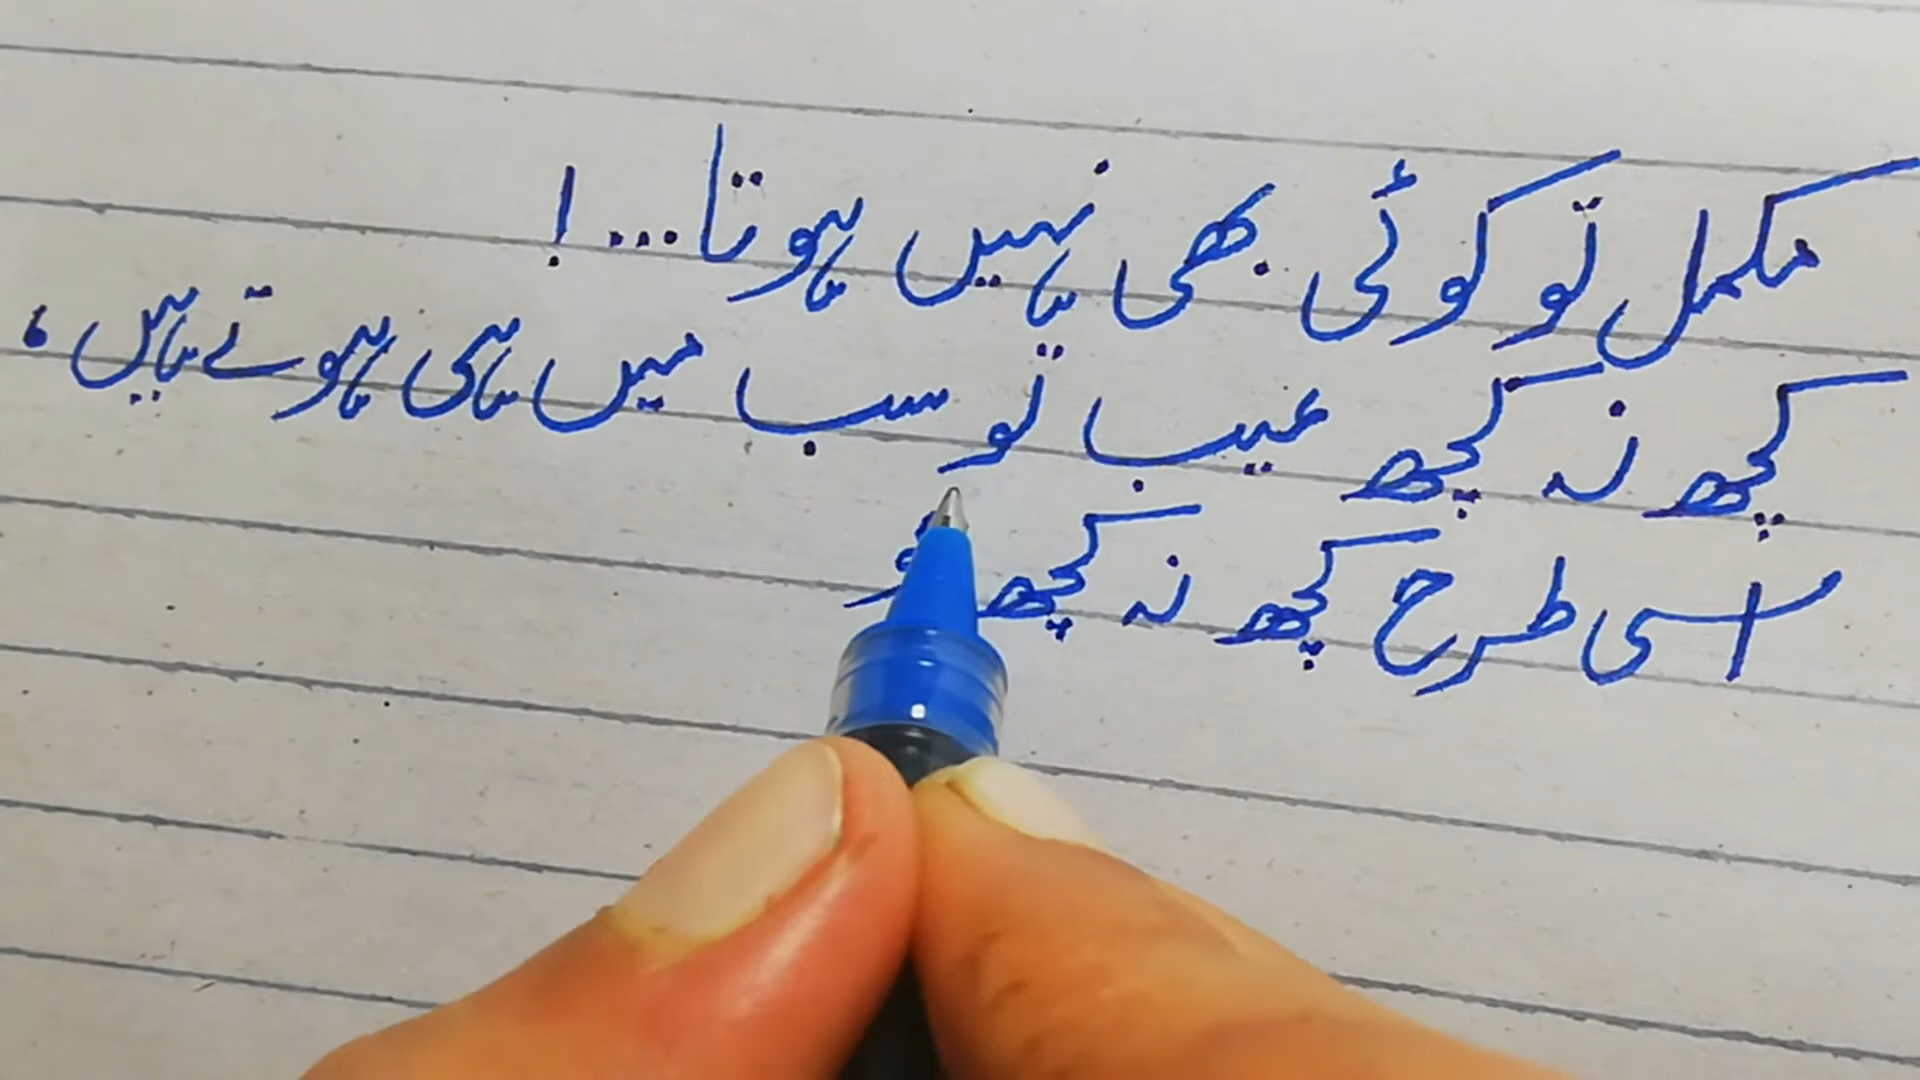 مکمل تو کوئی بھی نہیں ہوتا...!
کچھ نہ کچھ عیب تو سب میں ہی ہوتے ہیں،
اسی طرح کچھ نہ کچھ